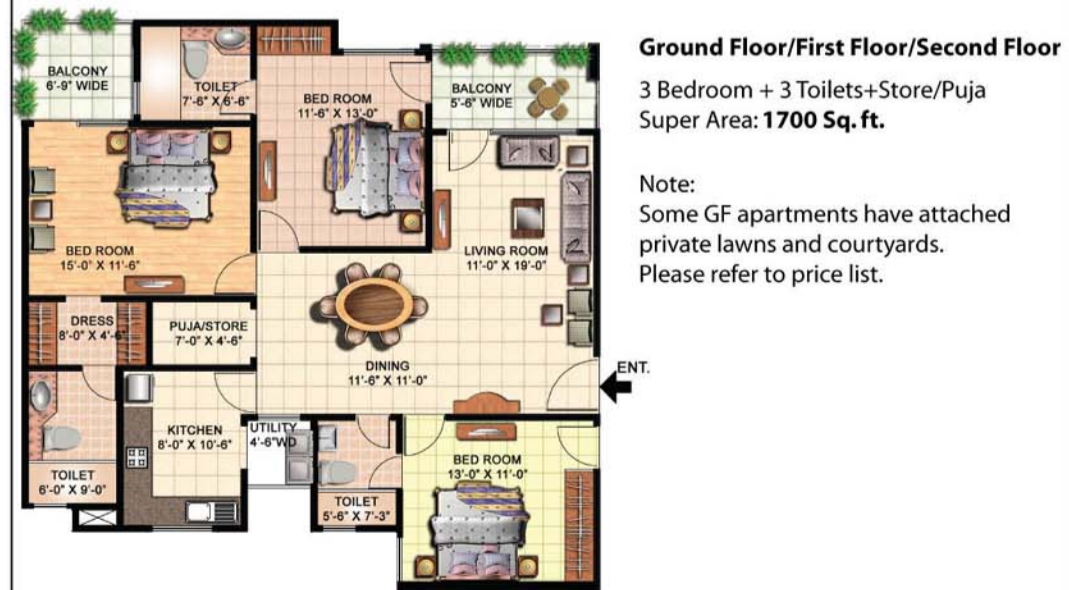 BALCONY
6'-9" WIDE
TOILET
7'-6" X 6'-6"
BED ROOM
11'-6" X 13'-0"
BALCONY
5'-6" WIDE
BED ROOM
15'-0" X 11'-6"
LIVING ROOM
11'-0" X 19'-0"
DRESS
8'-0" X 4'-6"
PUJA/STORE
7'-0" X 4'-6"
DINING
11'-6" X 11'-0"
ENT.
KITCHEN
8'-0" X 10'-6"
UTILITY
4'-6"WD
BED ROOM
13'-0" X 11'-0"
TOILET
6'-0" X 9'-0"
TOILET
5'-6" X 7'-3"
Ground Floor/First Floor/Second Floor
3 Bedroom + 3 Toilets+Store/Puja
Super Area: 1700 Sq. ft.
Note:
Some GF apartments have attached
private lawns and courtyards.
Please refer to price list.